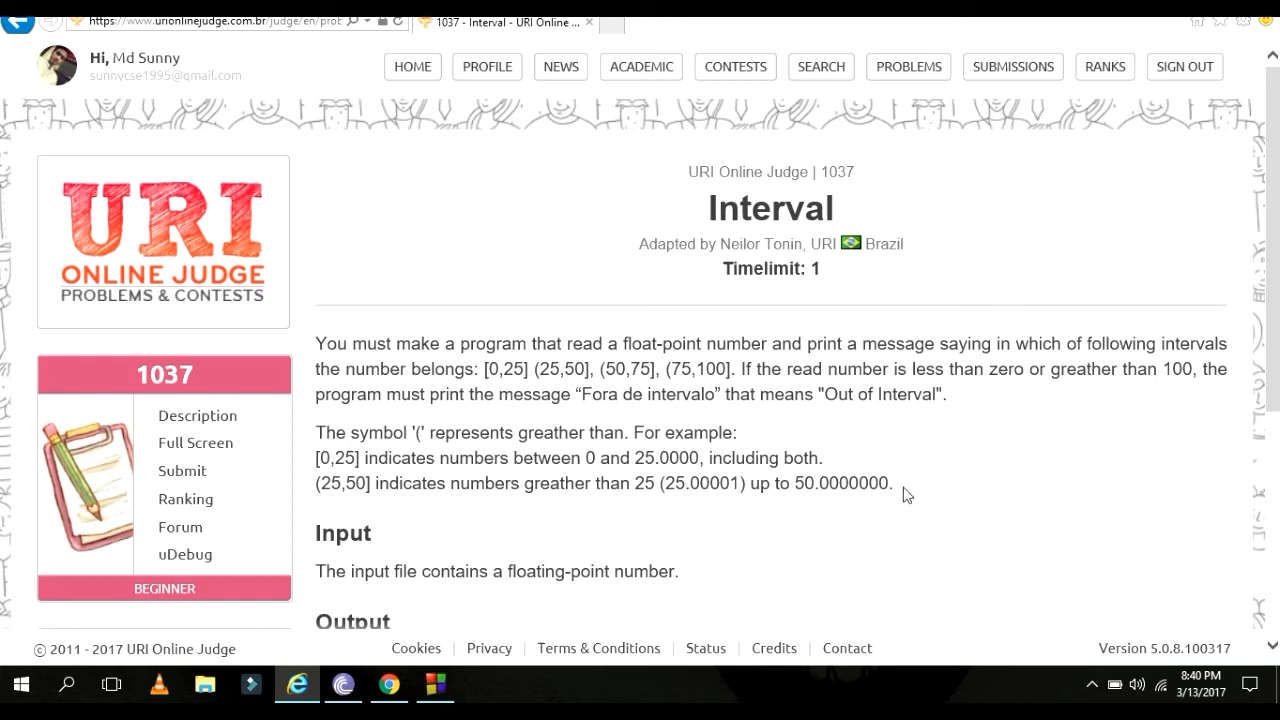 https://www.urionlinejudge.com.br/judge/en/prob
1037 - Interval - URI Online ...
Hi, Md Sunny
sunnycse1995@gmail.com
HOME
PROFILE
NEWS
ACADEMIC
CONTESTS
SEARCH
PROBLEMS
SUBMISSIONS
RANKS
SIGN OUT
URI
ONLINE JUDGE
PROBLEMS & CONTESTS
1037
Description
Full Screen
Submit
Ranking
Forum
uDebug
BEGINNER
URI Online Judge | 1037
Interval
Adapted by Neilor Tonin, URI Brazil
Timelimit: 1
You must make a program that read a float-point number and print a message saying in which of following intervals
the number belongs: [0,25] (25,50], (50,75], (75,100]. If the read number is less than zero or greather than 100, the
program must print the message “Fora de intervalo” that means "Out of Interval".
The symbol '(' represents greather than. For example:
[0,25] indicates numbers between 0 and 25.0000, including both.
(25,50] indicates numbers greather than 25 (25.00001) up to 50.0000000.
Input
The input file contains a floating-point number.
Output
© 2011 - 2017 URI Online Judge
Cookies
Privacy
Terms & Conditions
Status
Credits
Contact
Version 5.0.8.100317
8:40 PM
3/13/2017